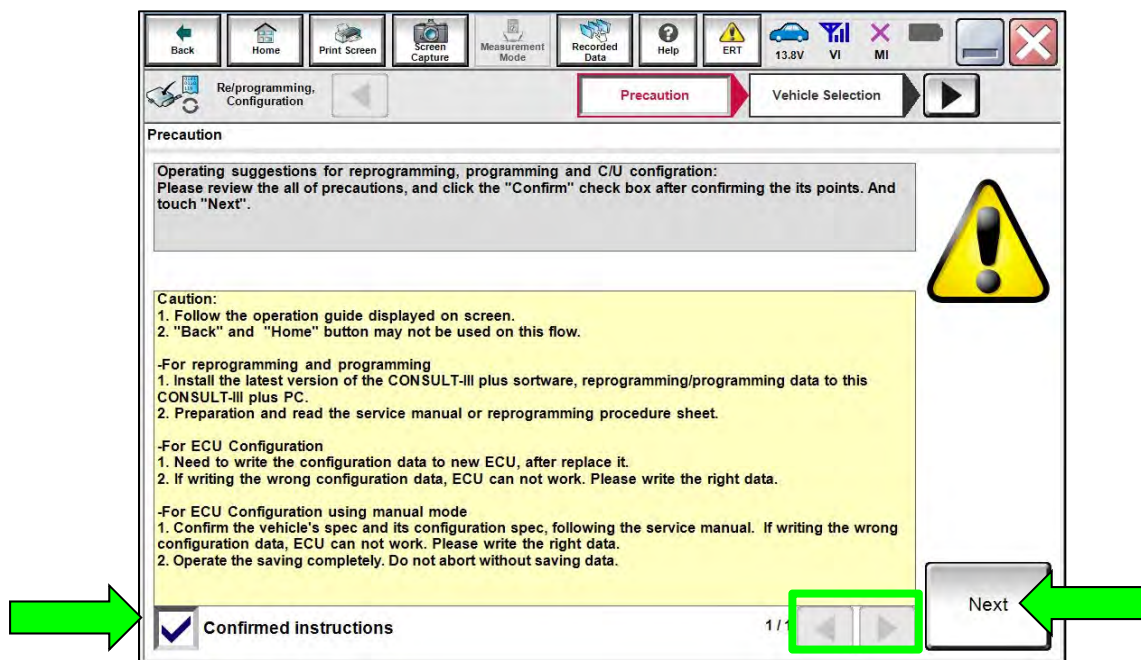 Back
Home
Print Screen
Screen
Capture
Measurement
Mode
Recorded
Data
Help
ERT
13.8V
VI
MI
Re/programming,
Configuration
Precaution
Vehicle Selection
Precaution
Operating suggestions for reprogramming, programming and C/U configration:
Please review the all of precautions, and click the "Confirm" check box after confirming the its points. And
touch "Next".
Caution:
1. Follow the operation guide displayed on screen.
2. "Back" and "Home" button may not be used on this flow.
-For reprogramming and programming
1. Install the latest version of the CONSULT-III plus sortware, reprogramming/programming data to this
CONSULT-III plus PC.
2. Preparation and read the service manual or reprogramming procedure sheet.
-For ECU Configuration
1. Need to write the configuration data to new ECU, after replace it.
2. If writing the wrong configuration data, ECU can not work. Please write the right data.
-For ECU Configuration using manual mode
1. Confirm the vehicle's spec and its configuration spec, following the service manual. If writing the wrong
configuration data, ECU can not work. Please write the right data.
2. Operate the saving completely. Do not abort without saving data.
Confirmed instructions
1/1
Next